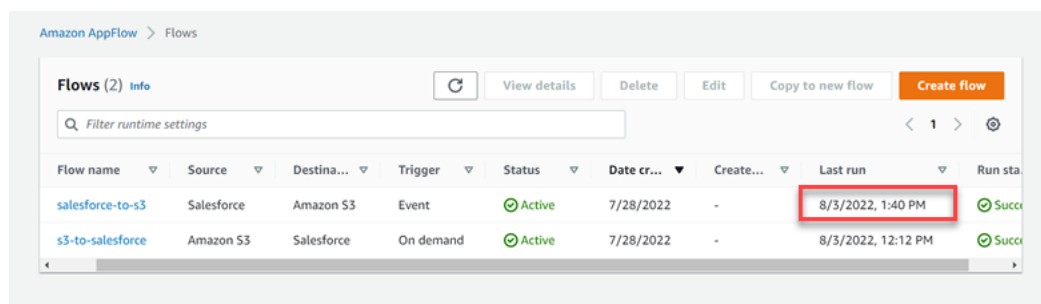 Amazon AppFlow > Flows
Flows (2) Info View details Delete Edit Copy to new flow Create flow
Filter runtime settings < 1 >
Flow name Source Destina... Trigger Status Date cr... Create... Last run Run sta.
salesforce-to-s3 Salesforce Amazon S3 Event Active 7/28/2022 - 8/3/2022, 1:40 PM Succe
s3-to-salesforce Amazon S3 Salesforce On demand Active 7/28/2022 - 8/3/2022, 12:12 PM Succe